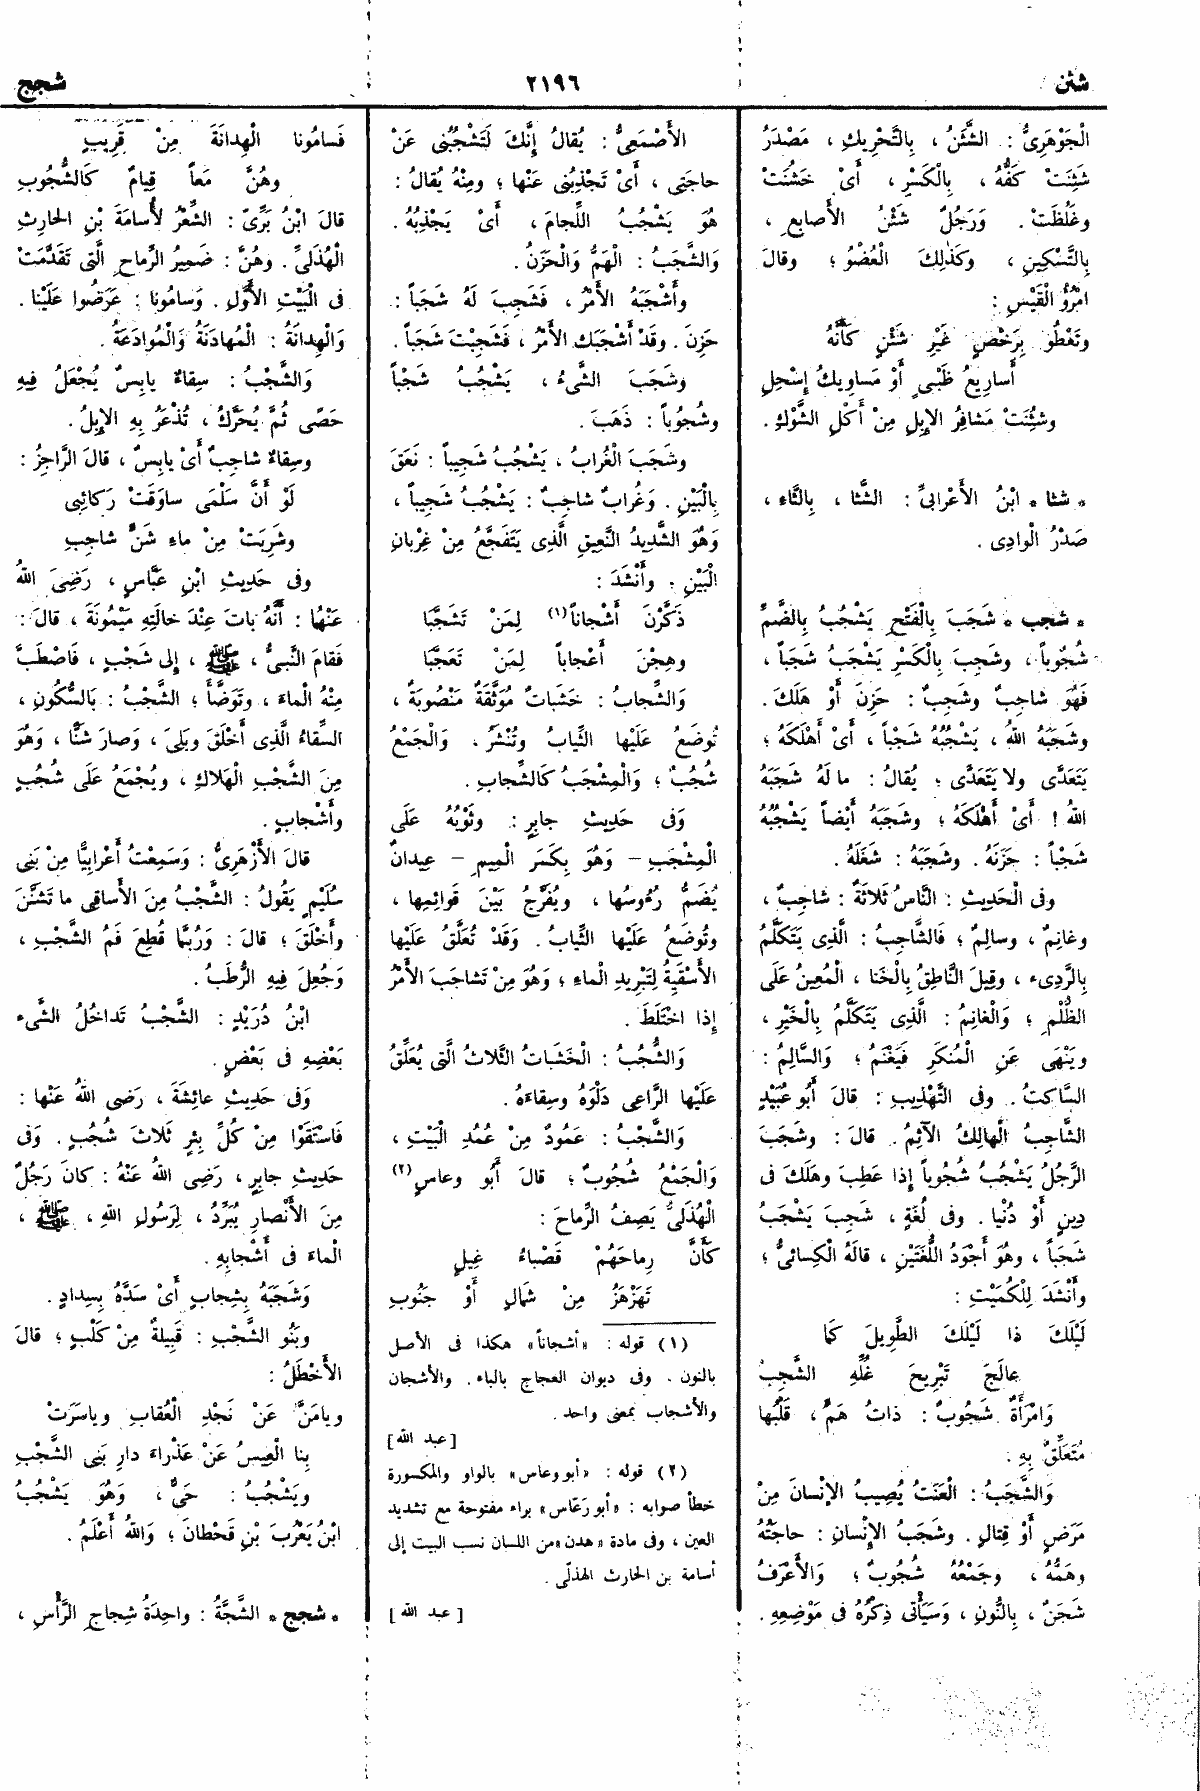 شثن
٢١٩٦
شجج
الْجَوْهَرِىُّ : الشَّثَنُ ، بِالتَّحْرِيكِ ، مَصْدَرُ
شَثِنَتْ كَفُّهُ ، بِالْكَسْرِ ، أَىْ خَشُنَتْ
وغَلُظَتْ . وَرَجُلٌ شَثْنُ الأَصابِعِ ،
بِالتَّسْكِينِ ، وَكَذٰلِكَ الْعُضْوُ ؛ وقالَ
امْرُؤُ الْقَيْسِ :
وتَعْطُو بِرَخْصٍ غَيْرِ شَثْنٍ كَأَنَّهُ
أَسارِيعُ ظَبْىٍ أَوْ مَساوِيكُ إِسْحِلِ
وشَثِنَتْ مَشافِرُ الإِبِلِ مِنْ أَكْلِ الشَّوْكِ .
* شثا * ابْنُ الأَعْرابىِّ : الشَّثا ، بِالثَّاءِ ،
صَدْرُ الْوادِى .
* شجب * شَجَبَ بِالْفَتْحِ يَشْجُبُ بِالضَّمِّ
شُجُوباً ، وشَجِبَ بِالْكَسْرِ يَشْجَبُ شَجَباً ،
فَهُوَ شاجِبٌ وشَجِبٌ : حَزِنَ أَوْ هَلَكَ .
وشَجَبَهُ اللهُ ، يَشْجُبُهُ شَجْباً ، أَىْ أَهْلَكَهُ ؛
يَتَعَدَّى ولا يَتَعَدَّى ؛ يُقالُ : ما لَهُ شَجَبَهُ
اللهُ ! أَىْ أَهْلَكَهُ ؛ وشَجَبَهُ أَيْضاً يَشْجُبُهُ
شَجْباً : حَزَنَهُ . وشَجَبَهُ : شَغَلَهُ .
وفى الْحَدِيثِ : النَّاسُ ثَلاثَةٌ : شاجِبٌ ،
وغانِمٌ ، وسالِمٌ ؛ فَالشَّاجِبُ : الَّذِى يَتَكَلَّمُ
بِالرَّدِىء ، وقِيلَ النَّاطِقُ بِالْخَنا ، الْمُعِينُ عَلَى
الظُّلْمِ ؛ وَالْغانِمُ : الَّذِى يَتَكَلَّمُ بِالْخَيْرِ ،
ويَنْهَى عَنِ الْمُنكَرِ فَيَغْنَمُ ؛ وَالسَّالِمُ :
السَّاكتُ . وفى التَّهْذِيبِ : قالَ أَبُو عُبَيْدٍ
الشَّاجِبُ الْهالِكُ الآثِمُ . قالَ : وشَجَبَ
الرَّجُلُ يَشْجُبُ شُجُوباً إِذا عَطِبَ وهَلَكَ فى
دِينٍ أَوْ دُنْيا . وفى لُغَةٍ ، شَجِبَ يَشْجَبُ
شَجَباً ، وهُوَ أَجْوَدُ اللُّغَتَيْنِ ، قالَهُ الْكِسائىُّ ؛
وأَنْشَدَ لِلْكُمَيْتِ :
لَيْلَكَ ذا لَيْلَكَ الطَّوِيلَ كَما
عالَجَ تَبْرِيحَ غُلِّهِ الشَّجِبُ
وَامْرَأَةٌ شَجُوبٌ : ذاتُ هَمٍّ ، قَلْبُها
مُتَعَلِّقٌ بِهِ .
وَالشَّجَبُ : الْعَنَتُ يُصِيبُ الإِنْسانَ مِنْ
مَرَضٍ أَوْ قِتالٍ . وشَجَبُ الإِنْسانِ : حاجَتُهُ
وهَمُّهُ ، وجَمْعُهُ شُجُوبٌ ؛ وَالأَعْرَفُ
شَجَنٌ ، بِالنُّونِ ، وَسَيَأْتى ذِكْرُهُ فى مَوْضِعِهِ .
الأَصْمَعِىُّ : يُقالُ إِنَّكَ لَتَشْجُبُنى عَنْ
حاجَتِى ، أَىْ تَجْذِبُنِى عَنْها ؛ ومِنْهُ يُقالُ :
هُوَ يَشْجُبُ اللِّجامَ ، أَىْ يَجْذِبُهُ .
وَالشَّجَبُ : الْهَمُّ وَالْحَزَنُ .
وأَشْجَبَهُ الأَمْرُ ، فَشَجِبَ لَهُ شَجَباً :
حَزِنَ . وقَدْ أَشْجَبَكَ الأَمْرُ ، فَشَجِبْتَ شَجَباً .
وشَجَبَ الشَّىءُ ، يَشْجُبُ شَجْباً
وشُجُوباً : ذَهَبَ .
وشَجَبَ الْغُرابُ ، يَشْجُبُ شَجِيباً : نَعَقَ
بِالْبَيْنِ . وَغُرابٌ شاجِبٌ : يَشْجُبُ شَجِيباً ،
وَهُوَ الشَّدِيدُ النَّعِيقِ الَّذِى يَتَفَجَّعُ مِنْ غِرْبانِ
الْبَيْنِ ؛ وأَنْشَدَ :
ذَكَّرْنَ أَشْجاناً(١) لِمَنْ تَشَجَّبَا
وهِجْنَ أَعْجاباً لِمَنْ تَعَجَّبَا
وَالشِّجابُ : خَشَباتٌ مُوَثَّقَةٌ مَنْصُوبَةٌ ،
تُوضَعُ عَلَيْها الثِّيابُ وتُنْشَرُ ، وَالْجَمْعُ
شُجُبٌ ؛ وَالْمِشْجَبُ كَالشِّجابِ .
وَفى حَدِيثِ جابِرٍ : وثَوْبُهُ عَلَى
الْمِشْجَبِ – وَهُوَ بِكَسَرِ الْمِيمِ – عِيدانٌ
يُضَمُّ رُءُوسُها ، ويُفَرَّجُ بَيْنَ قَوائِمِها ،
وتُوضَعُ عَلَيْها الثِّيابُ . وَقَدْ تُعَلَّقُ عَلَيْها
الأَسْقِيَةُ لِتَبْرِيدِ الْماءِ ؛ وَهُوَ مِنْ تَشاجَبَ الأَمْرُ
إِذا اخْتَلَطَ .
وَالشُّجُبُ : الْخَشَباتُ الثَّلاثُ الَّتِى يُعَلِّقُ
عَلَيْها الرَّاعِى دَلْوَهُ وسِقاءَهُ .
وَالشَّجْبُ : عَمُودٌ مِنْ عُمُدِ الْبَيْتِ ،
وَالْجَمْعُ شُجُوبٌ ؛ قالَ أَبُو وعاسٍ(٢)
الْهُذَلىُّ يَصِفُ الرِّماحَ :
كَأَنَّ رِماحَهُمْ قَصْباءُ غِيلٍ
تَهَزْهَزُ مِنْ شَمالٍ أَوْ جَنُوبِ
(١) قوله : «أشجاناً» هكذا فى الأصل
بالنون . وفى ديوان العجاج بالباء . والأشجان
والأشجاب بمعنى واحد .
[عبد الله]
(٢) قوله : «أبو وعاس» بالواو والمكسورة
خطأ صوابه : «أبو رَعّاس» براء مفتوحة مع تشديد
العين ، وفى مادة «هدن» من اللسان نسب البيت إلى
أسامة بن الحارث الهذلّى .
[عبد الله]
فَسامُونا الْهِدانَةَ مِنْ قَرِيبٍ
وهُنَّ مَعاً قِيامٌ كَالشُّجُوبِ
قالَ ابْنُ بَرِّىّ : الشِّعْرُ لأُسامَةَ بْنِ الحارِثِ
الْهُذَلىِّ . وهُنَّ : ضَمِيرُ الرِّماحِ الَّتى تَقَدَّمَتْ
فى الْبَيْتِ الأَوَّلِ . وَسامُونا : عَرَضُوا عَلَيْنا .
وَالْهِدانَةُ : الْمُهادَنَةُ وَالْمُوادَعَةُ .
وَالشَّجْبُ : سِقاءٌ يابِسٌ يُجْعَلُ فِيهِ
حَصًى ثُمَّ يُحَرَّكُ ، تُذْعَرُ بِهِ الإِبِلُ .
وسِقاءٌ شاجِبٌ أَىْ يابِسٌ ، قالَ الرَّاجِزُ :
لَوْ أَنَّ سَلْمَى ساوَقَتْ رَكائِبى
وشَرِبَتْ مِنْ ماءِ شَنٍّ شاجِبِ
وفى حَدِيثِ ابْنِ عَبَّاسٍ ، رَضِىَ اللهُ
عَنْهُا : أَنَّهُ باتَ عِنْدَ خالَتِهِ مَيْمُونَةَ ، قالَ :
فَقامَ النَّبىُّ ، ﷺ ، إِلى شَجْبٍ ، فَاصْطَبَّ
مِنْهُ الْماءَ ، وتَوَضَّأَ ؛ الشَّجْبُ : بِالسُّكُونِ ،
السِّقاءُ الَّذِى أَخْلَقَ وبَلِىَ ، وَصارَ شَنًّا ، وَهُوَ
مِنَ الشَّجْبِ الْهَلاكِ ، ويُجْمَعُ عَلَى شُجُبٍ
وأَشْجابٍ .
قالَ الأَزْهَرِىُّ : وَسَمِعْتُ أَعْرابِيًّا مِنْ بَنِى
سُلَيْمٍ يَقُولُ : الشَّجْبُ مِنَ الأَساقِى ما تَشَنَّنَ
وأَخْلَقَ ؛ قالَ : وَرُبَّما قُطِعَ فَمُ الشَّجْبِ ،
وَجُعِلَ فِيهِ الرُّطَبُ .
ابْنُ دُرَيْدٍ : الشَّجْبُ تَداخُلُ الشَّىء
بَعْضِهِ فى بَعْضٍ .
وَفى حَدِيثِ عائِشَةَ ، رَضِى اللهُ عَنْها :
فَاسْتَقَوْا مِنْ كُلِّ بِئرٍ ثَلاثَ شُجُبٍ . وَفى
حَدِيثِ جابِرٍ ، رَضِى اللهُ عَنْهُ : كانَ رَجُلٌ
مِنَ الأَنْصارِ يُبَرِّدُ ، لِرَسُولِ اللهِ ، ﷺ ،
الْماءَ فى أَشْجابِهِ .
وَشَجَبَهُ بِشِجابٍ أَىْ سَدَّهُ بِسِدادٍ .
وبَنُو الشَّجْبِ : قَبِيلَةٌ مِنْ كَلْبٍ ؛ قالَ
الأَخْطَلُ :
ويامَنَّ عَنْ نَجْدِ الْعُقابِ وياسَرَتْ
بِنا الْعِيسُ عَنْ عَذْراءَ دارِ بَنِى الشَّجْبِ
ويَشْجُبُ : حَىٌّ ، وَهُوَ يَشْجُبُ
ابْنُ يَعْرُبَ بْنِ قَحْطانَ ؛ وَاللهُ أَعْلَمُ .
* شجج * الشَّجَّةُ : واحِدَةُ شِجاجِ الرَّأْسِ ،